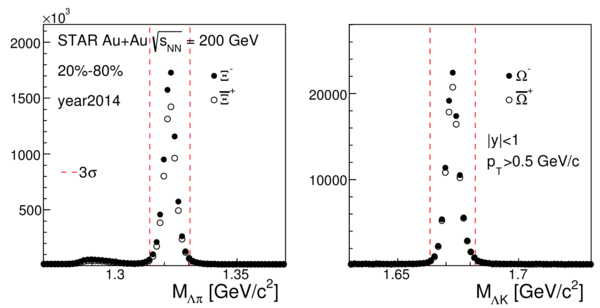 ×10³
2000
1500
1000
500
STAR Au+Au √s_NN = 200 GeV
20%-80%
year2014
Ξ⁻
Ξ̅⁺
3σ
1.3
1.35
M_Λπ [GeV/c²]
20000
10000
Ω⁻
Ω̅⁺
|y|<1
p_T>0.5 GeV/c
1.65
1.7
M_ΛK [GeV/c²]